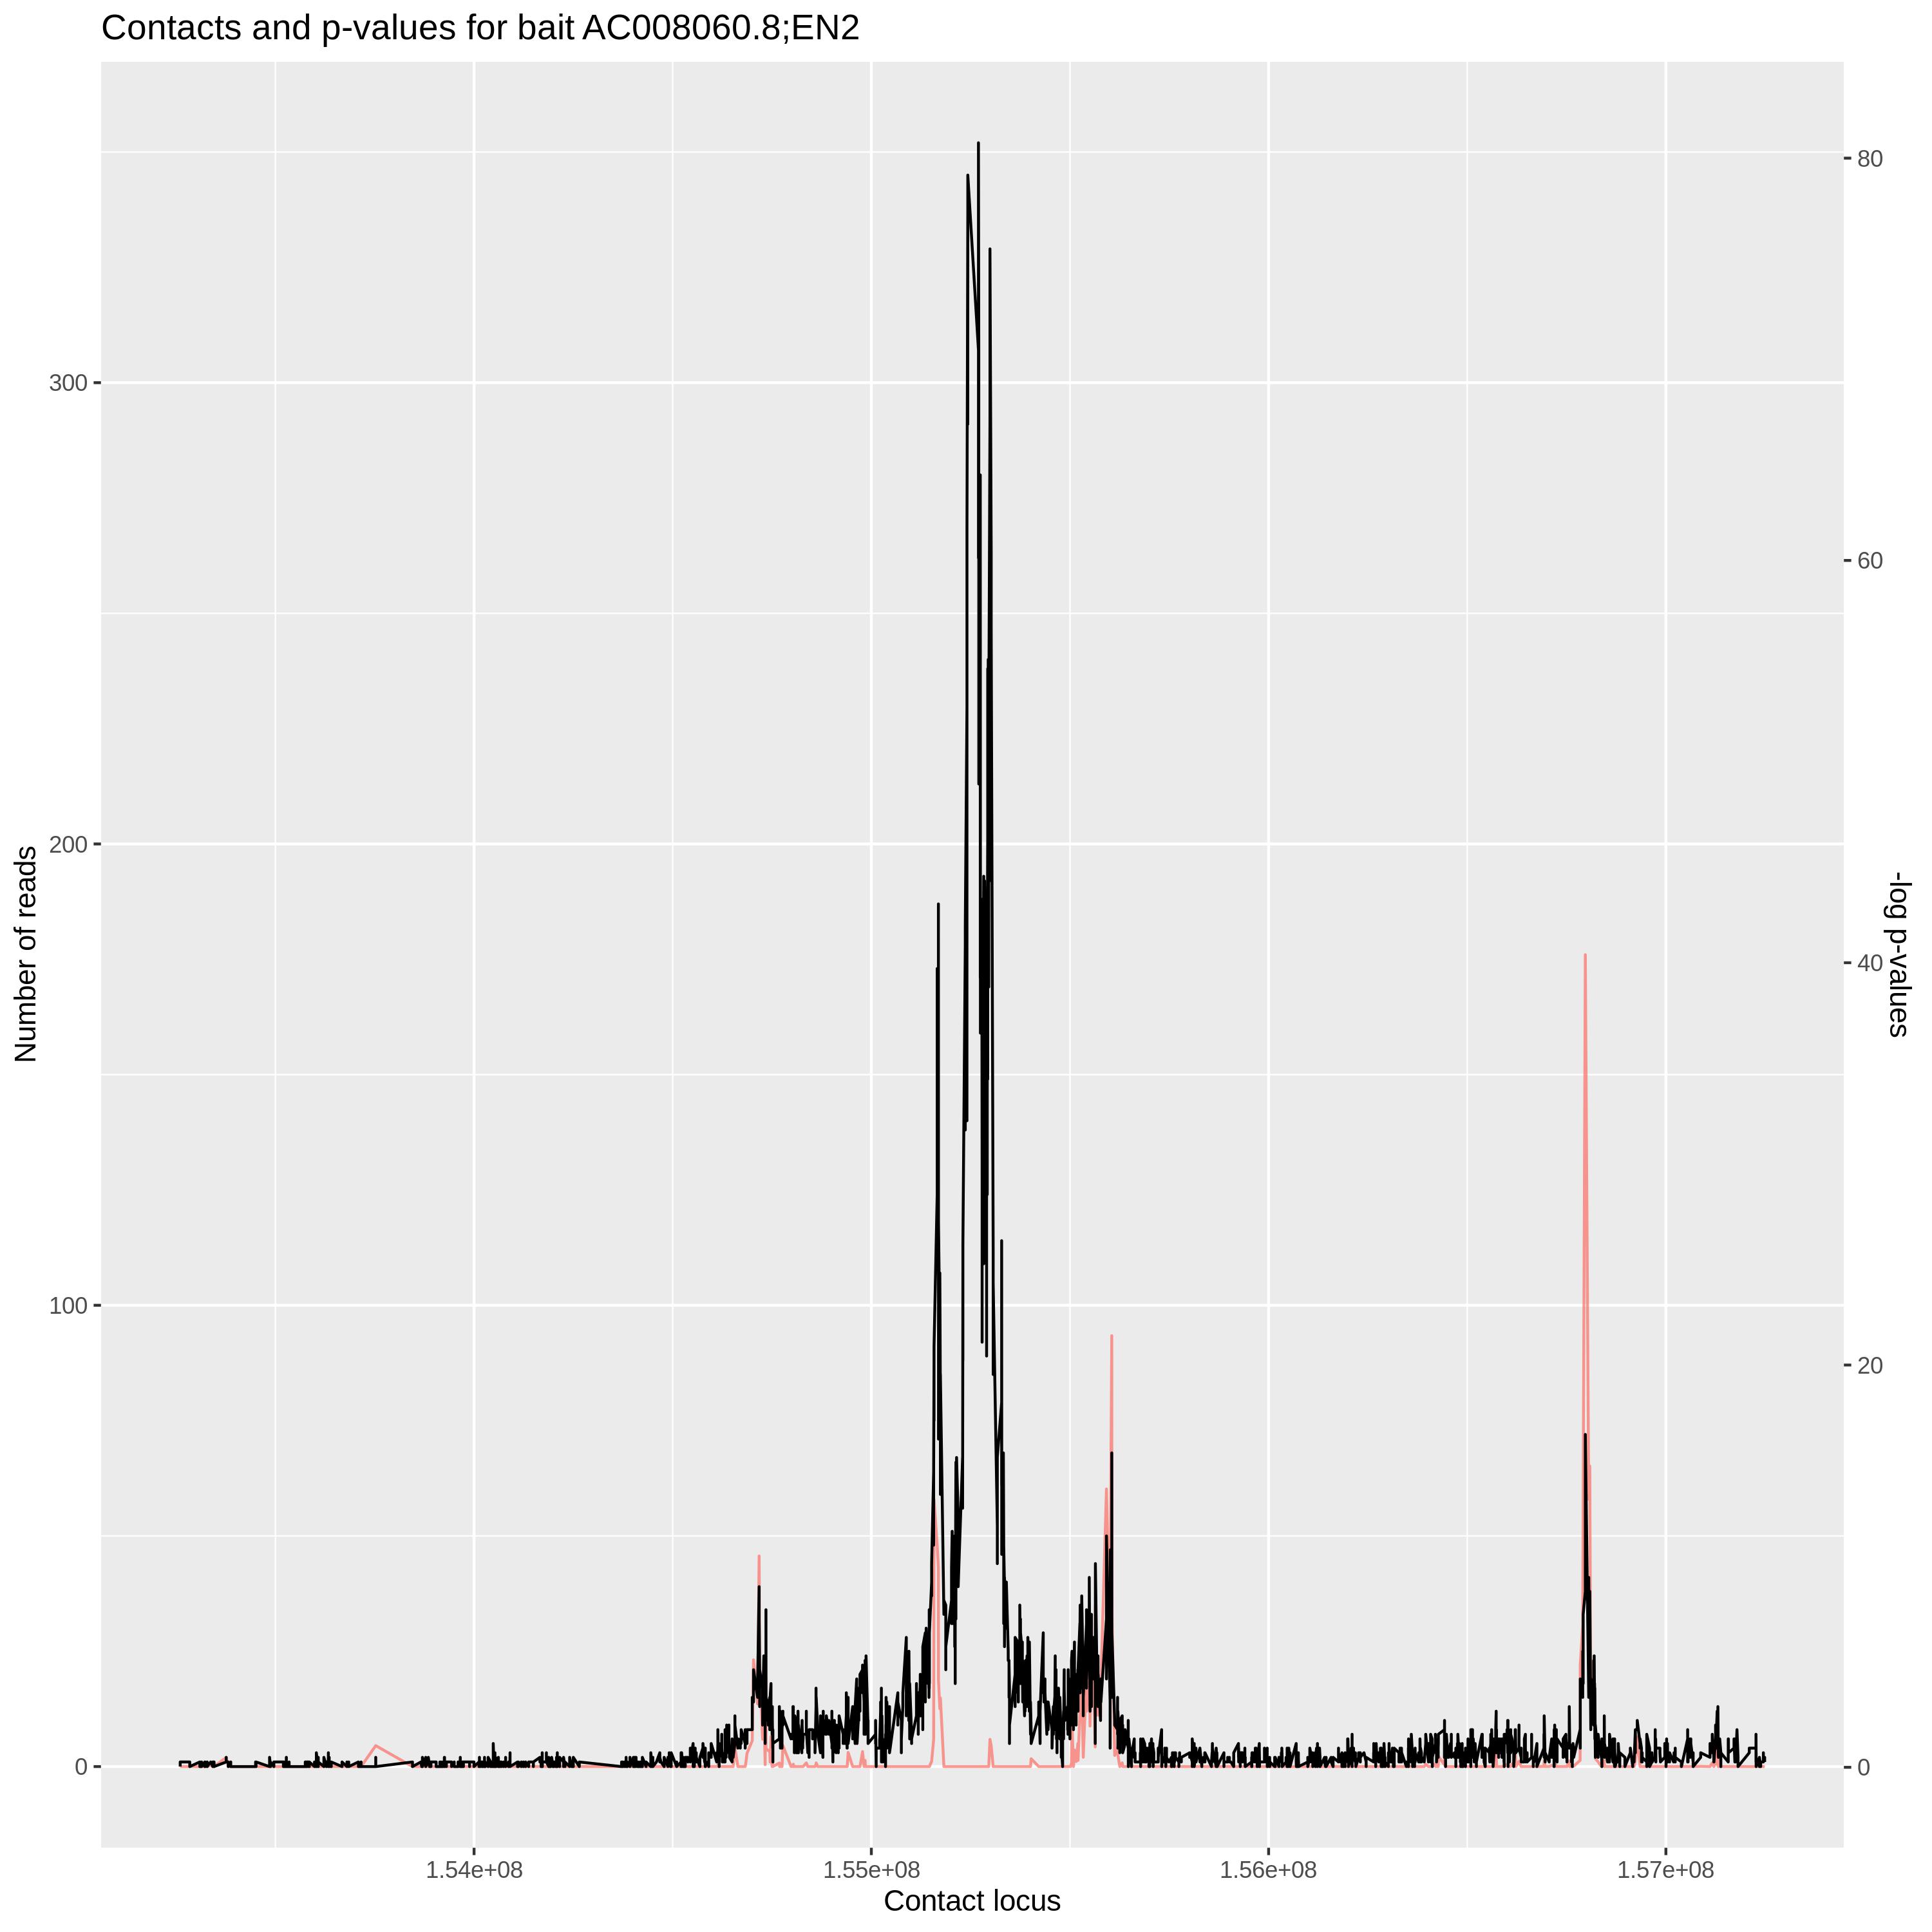 Contacts and p-values for bait AC008060.8;EN2
300
200
100
0
Number of reads
80
60
40
20
0
-log p-values
1.54e+08
1.55e+08
1.56e+08
1.57e+08
Contact locus